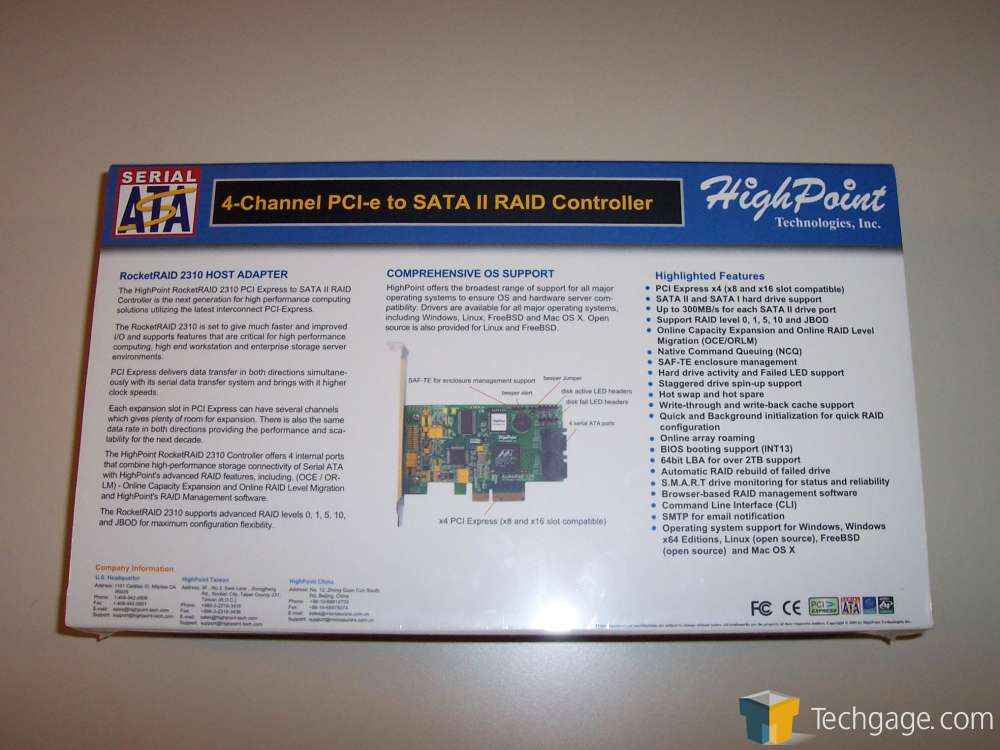 SERIAL
ATA
4-Channel PCI-e to SATA II RAID Controller
HighPoint
Technologies, Inc.
RocketRAID 2310 HOST ADAPTER
The HighPoint RocketRAID 2310 PCI Express to SATA II RAID
Controller is the next generation for high performance computing
solutions utilizing the latest interconnect PCI-Express.
The RocketRAID 2310 is set to give much faster and improved
I/O and supports features that are critical for high performance
computing, high end workstation and enterprise storage server
environments.
PCI Express delivers data transfer in both directions simultane-
ously with its serial data transfer system and brings with it higher
clock speeds.
Each expansion slot in PCI Express can have several channels
which gives plenty of room for expansion. There is also the same
data rate in both directions providing the performance and sca-
lability for the next decade.
The HighPoint RocketRAID 2310 Controller offers 4 internal ports
that combine high-performance storage connectivity of Serial ATA
with HighPoint's advanced RAID features, including, (OCE / OR-
LM) - Online Capacity Expansion and Online RAID Level Migration
and HighPoint's RAID Management software.
The RocketRAID 2310 supports advanced RAID levels 0, 1, 5, 10,
and JBOD for maximum configuration flexibility.
COMPREHENSIVE OS SUPPORT
HighPoint offers the broadest range of support for all major
operating systems to ensure OS and hardware server com-
patibility. Drivers are available for all major operating systems,
including Windows, Linux, FreeBSD and Mac OS X. Open
source is also provided for Linux and FreeBSD.
SAF-TE for enclosure management support
beeper jumper
beeper alert
disk active LED headers
disk fail LED headers
4 serial ATA ports
HighPoint
x4 PCI Express (x8 and x16 slot compatible)
Highlighted Features
• PCI Express x4 (x8 and x16 slot compatible)
• SATA II and SATA I hard drive support
• Up to 300MB/s for each SATA II drive port
• Support RAID level 0, 1, 5, 10 and JBOD
• Online Capacity Expansion and Online RAID Level
Migration (OCE/ORLM)
• Native Command Queuing (NCQ)
• SAF-TE enclosure management
• Hard drive activity and Failed LED support
• Staggered drive spin-up support
• Hot swap and hot spare
• Write-through and write-back cache support
• Quick and Background initialization for quick RAID
configuration
• Online array roaming
• BIOS booting support (INT13)
• 64bit LBA for over 2TB support
• Automatic RAID rebuild of failed drive
• S.M.A.R.T drive monitoring for status and reliability
• Browser-based RAID management software
• Command Line Interface (CLI)
• SMTP for email notification
• Operating system support for Windows, Windows
x64 Editions, Linux (open source), FreeBSD
(open source) and Mac OS X
Company Information
U.S. Headquarter
HighPoint Taiwan
HighPoint China
FC CE PCI EXPRESS
Techgage.com